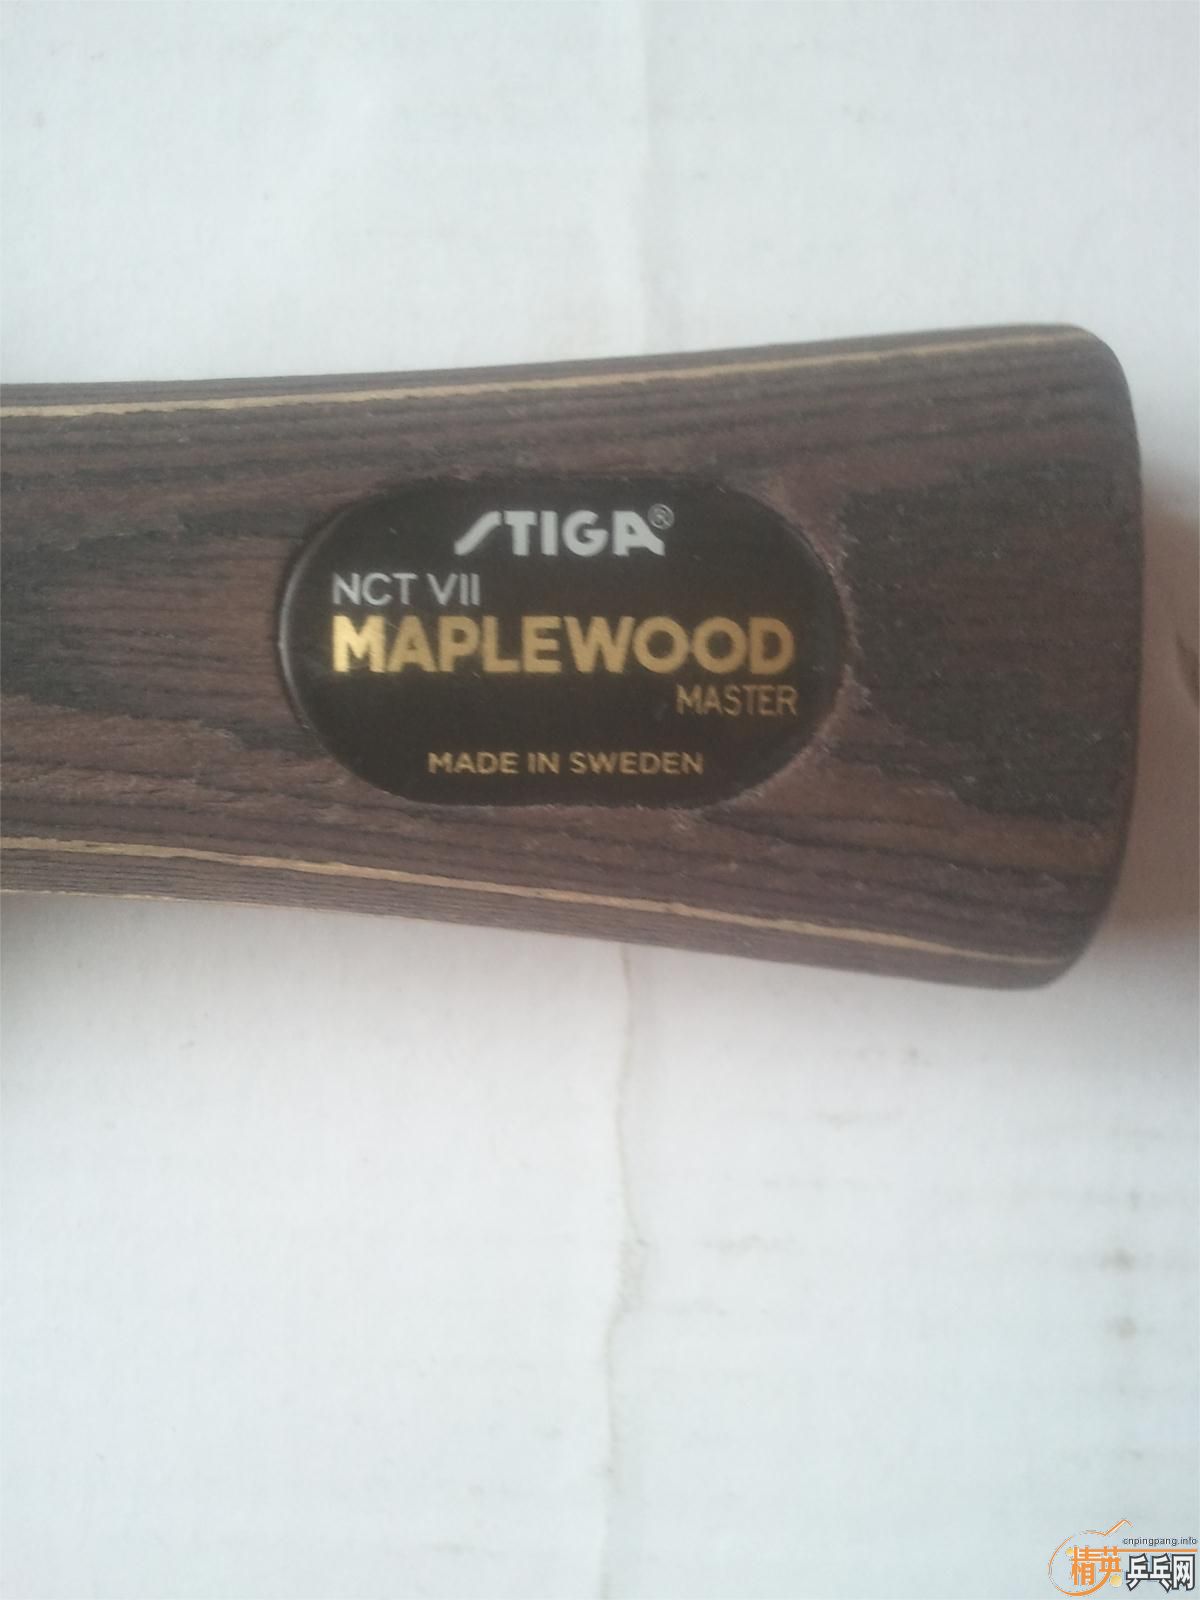 STIGA®
NCT VII
MAPLEWOOD
MASTER
MADE IN SWEDEN
cnpingpang.info
精英乒乓网